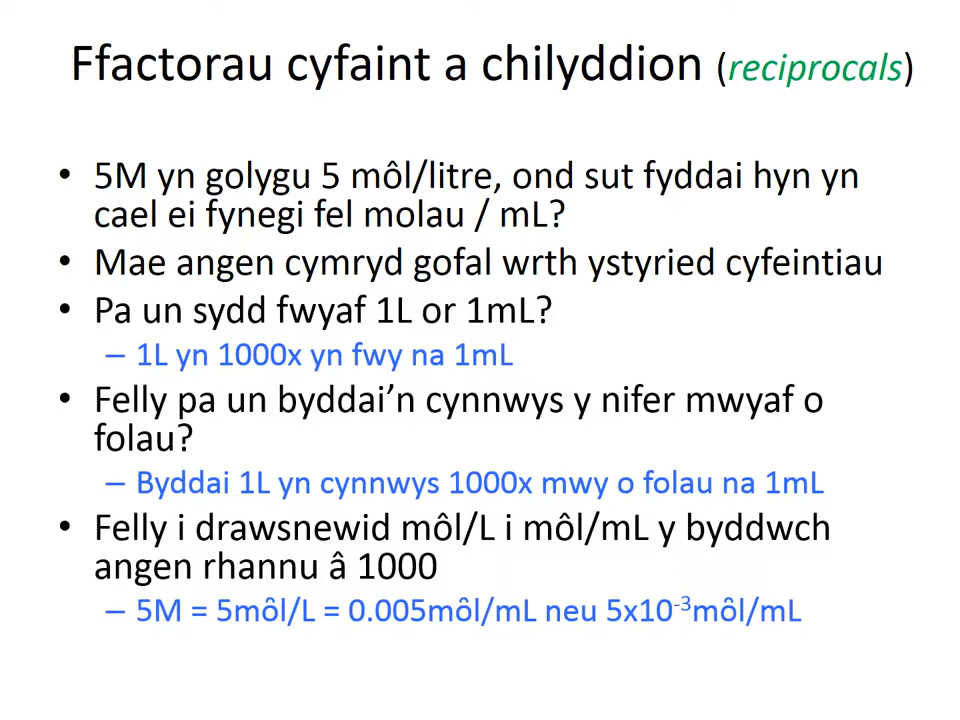 Ffactorau cyfaint a chilyddion (reciprocals)
• 5M yn golygu 5 môl/litre, ond sut fyddai hyn yn
cael ei fynegi fel molau / mL?
• Mae angen cymryd gofal wrth ystyried cyfeintiau
• Pa un sydd fwyaf 1L or 1mL?
– 1L yn 1000x yn fwy na 1mL
• Felly pa un byddai’n cynnwys y nifer mwyaf o
folau?
– Byddai 1L yn cynnwys 1000x mwy o folau na 1mL
• Felly i drawsnewid môl/L i môl/mL y byddwch
angen rhannu â 1000
– 5M = 5môl/L = 0.005môl/mL neu 5x10⁻³môl/mL